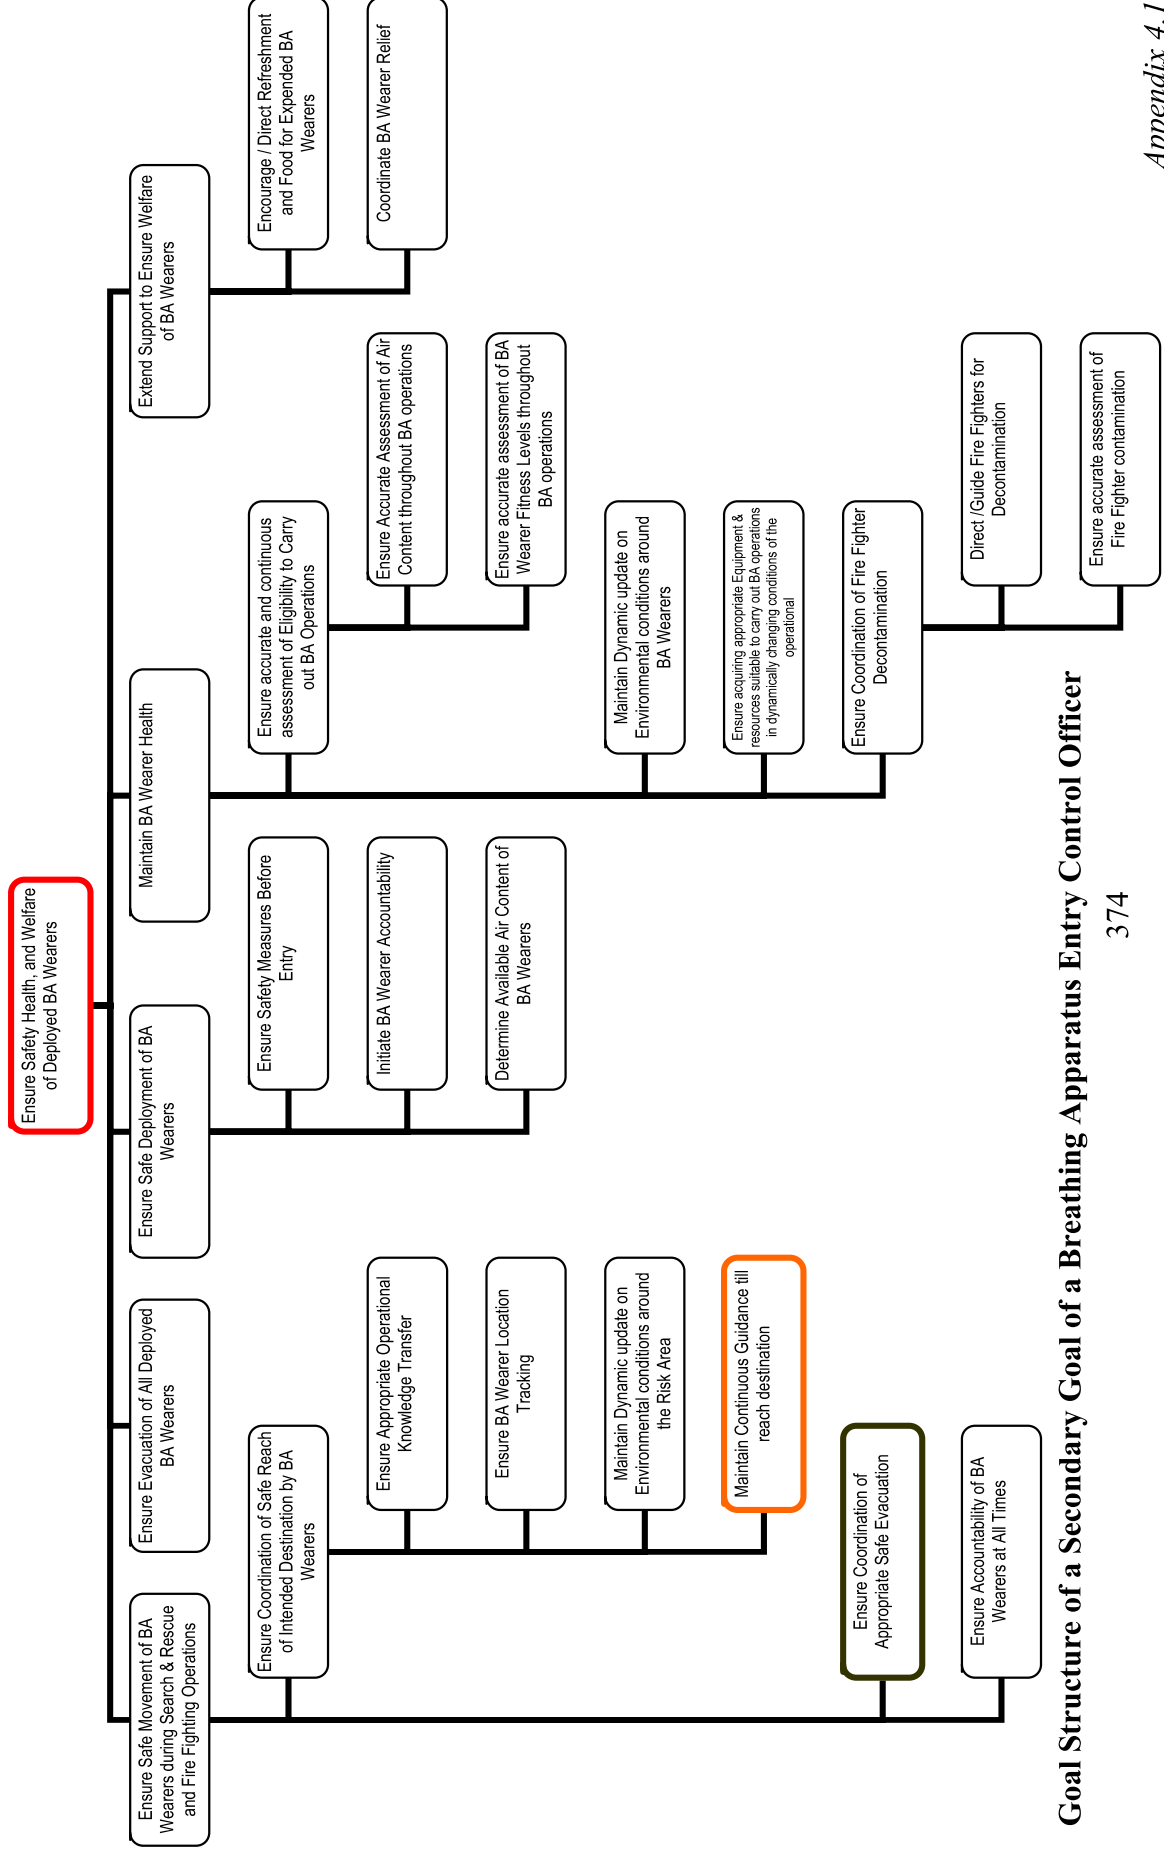 Appendix 4.1
Ensure Safety Health, and Welfare
of Deployed BA Wearers
Ensure Safe Movement of BA
Wearers during Search & Rescue
and Fire Fighting Operations
Ensure Evacuation of All Deployed
BA Wearers
Ensure Safe Deployment of BA
Wearers
Maintain BA Wearer Health
Extend Support to Ensure Welfare
of BA Wearers
Ensure Coordination of Safe Reach
of Intended Destination by BA
Wearers
Ensure Appropriate Operational
Knowledge Transfer
Ensure BA Wearer Location
Tracking
Maintain Dynamic update on
Environmental conditions around
the Risk Area
Maintain Continuous Guidance till
reach destination
Ensure Coordination of
Appropriate Safe Evacuation
Ensure Accountability of BA
Wearers at All Times
Ensure Safety Measures Before
Entry
Initiate BA Wearer Accountability
Determine Available Air Content of
BA Wearers
Ensure accurate and continuous
assessment of Eligibility to Carry
out BA Operations
Ensure Accurate Assessment of Air
Content throughout BA operations
Ensure accurate assessment of BA
Wearer Fitness Levels throughout
BA operations
Maintain Dynamic update on
Environmental conditions around
BA Wearers
Ensure acquiring appropriate Equipment &
resources suitable to carry out BA operations
in dynamically changing conditions of the
operational
Ensure Coordination of Fire Fighter
Decontamination
Direct /Guide Fire Fighters for
Decontamination
Ensure accurate assessment of
Fire Fighter contamination
Encourage / Direct Refreshment
and Food for Expended BA
Wearers
Coordinate BA Wearer Relief
Goal Structure of a Secondary Goal of a Breathing Apparatus Entry Control Officer
374